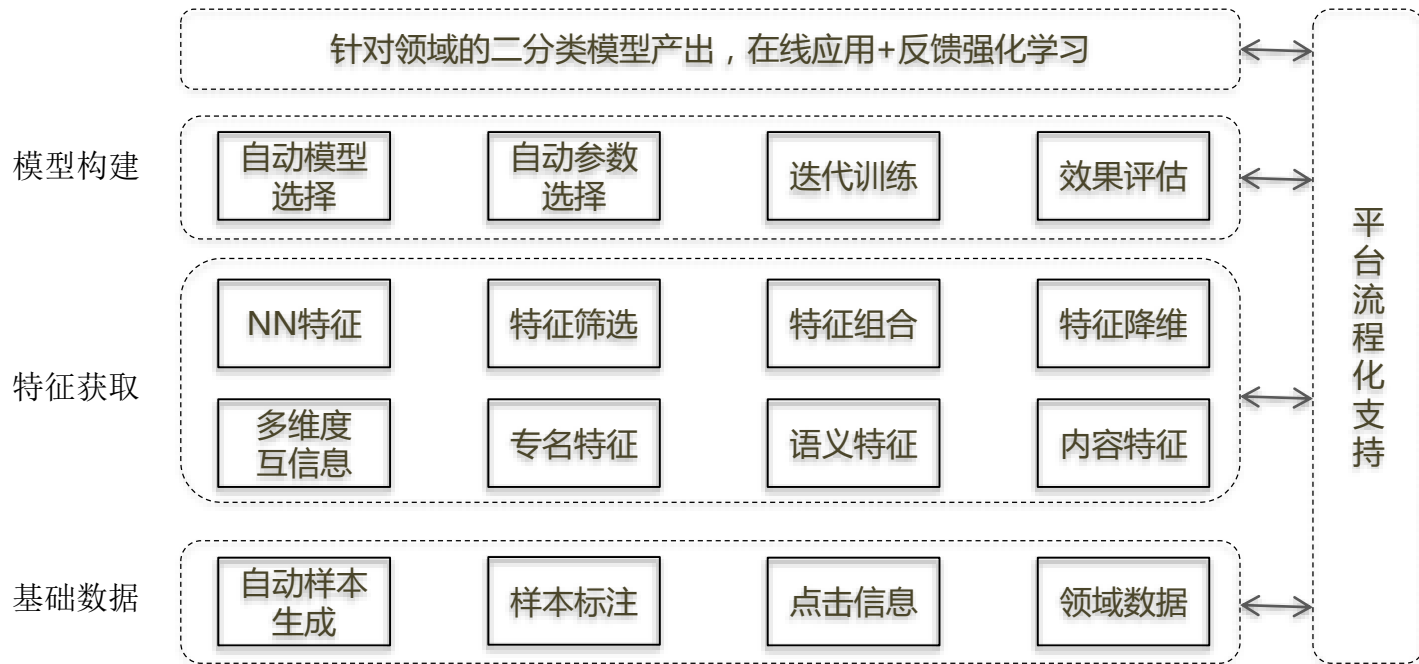 针对领域的二分类模型产出，在线应用+反馈强化学习
模型构建
自动模型
选择
自动参数
选择
迭代训练
效果评估
特征获取
NN特征
特征筛选
特征组合
特征降维
多维度
互信息
专名特征
语义特征
内容特征
基础数据
自动样本
生成
样本标注
点击信息
领域数据
平台流程化支持